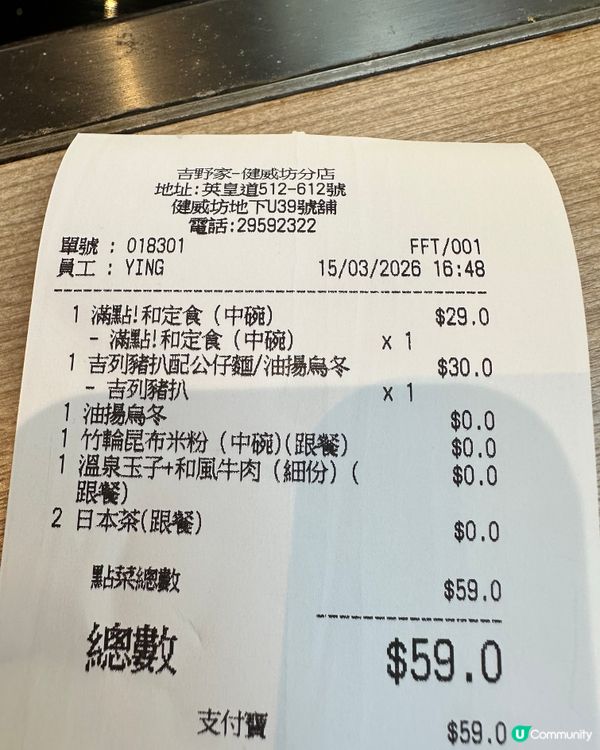 吉野家-健威坊分店
地址:英皇道512-612號
健威坊地下U39號舖
電話:29592322
單號 : 018301 FFT/001
員工 : YING 15/03/2026 16:48
1 滿點!和定食 (中碗) $29.0
- 滿點!和定食 (中碗) x 1
1 吉列豬扒配公仔麵/油揚烏冬 $30.0
- 吉列豬扒 x 1
1 油揚烏冬 $0.0
1 竹輪昆布米粉 (中碗)(跟餐) $0.0
1 溫泉玉子+和風牛肉 (細份) ( $0.0
跟餐)
2 日本茶(跟餐) $0.0
點菜總數 $59.0
總數 $59.0
支付寶 $59.0
U Community